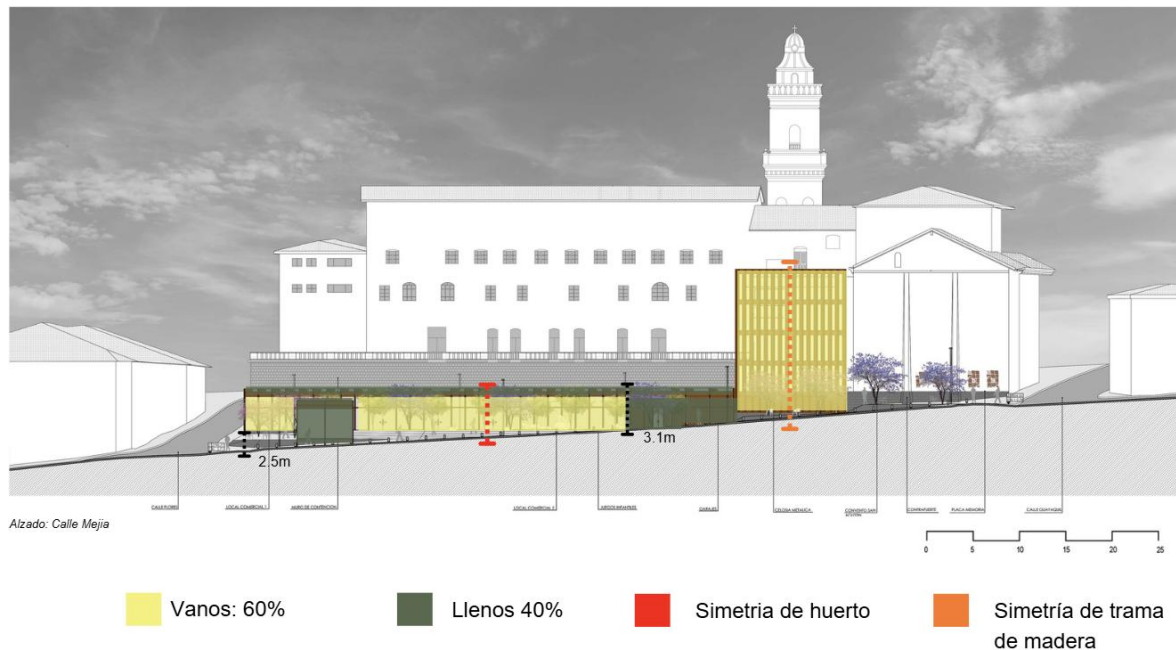 2.5m
3.1m
CALLE FLORES
LOCAL COMERCIAL 1
MURO DE CONTENCION
LOCAL COMERCIAL 2
JUEGOS INFANTILES
GARAJES
CELOSIA METALICA
CONVENTO SAN AGUSTIN
CONTRAFUERTE
PLACA MEMORIA
CALLE GUAYAQUIL
Alzado: Calle Mejia
0 5 10 15 20 25
Vanos: 60%
Llenos 40%
Simetria de huerto
Simetría de trama
de madera